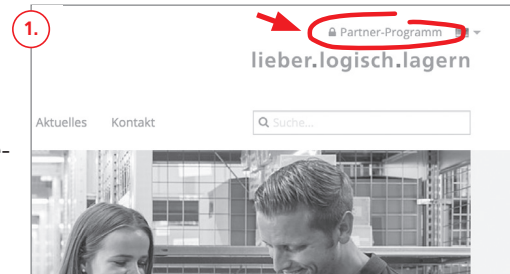 1.
Partner-Programm
lieber.logisch.lagern
Aktuelles Kontakt
Suche...
-